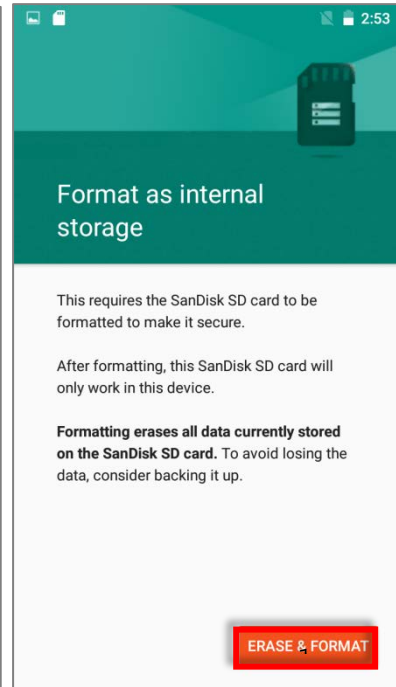 2:53
Format as internal
storage
This requires the SanDisk SD card to be
formatted to make it secure.
After formatting, this SanDisk SD card will
only work in this device.
Formatting erases all data currently stored
on the SanDisk SD card. To avoid losing the
data, consider backing it up.
ERASE & FORMAT